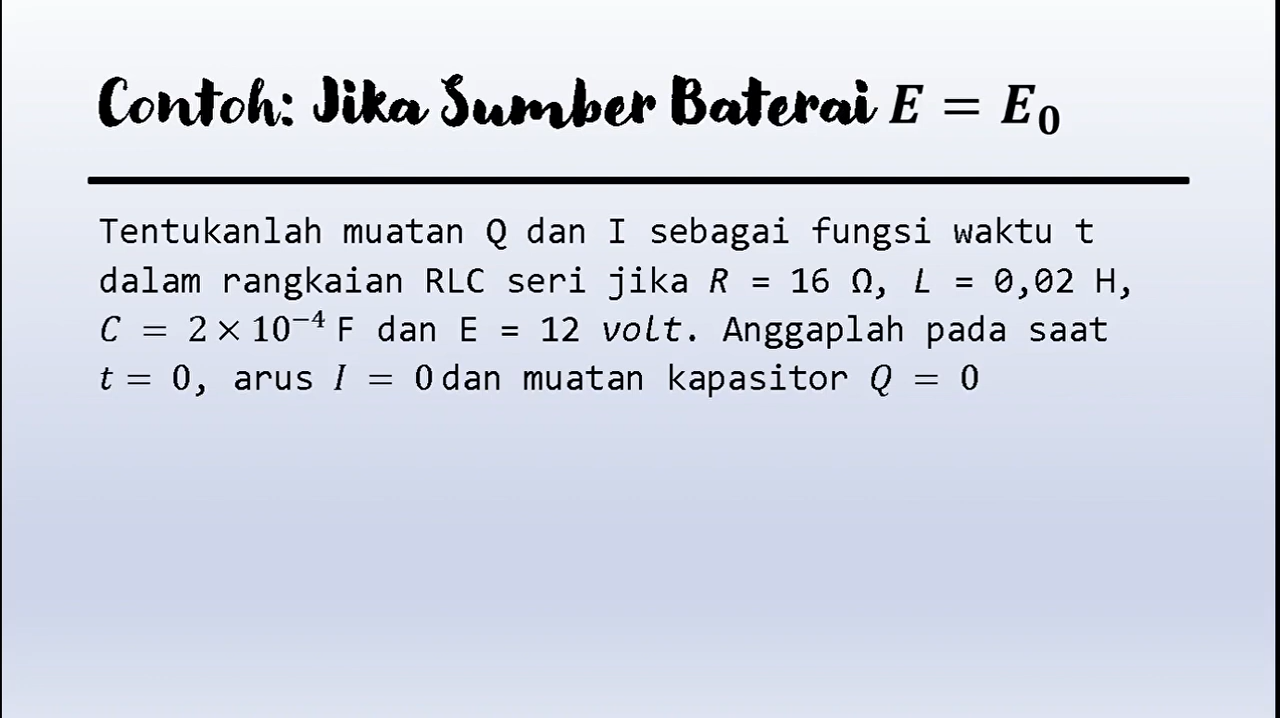 Contoh: Jika Sumber Baterai E = E₀
Tentukanlah muatan Q dan I sebagai fungsi waktu t
dalam rangkaian RLC seri jika R = 16 Ω, L = 0,02 H,
C = 2 × 10⁻⁴ F dan E = 12 volt. Anggaplah pada saat
t = 0, arus I = 0 dan muatan kapasitor Q = 0